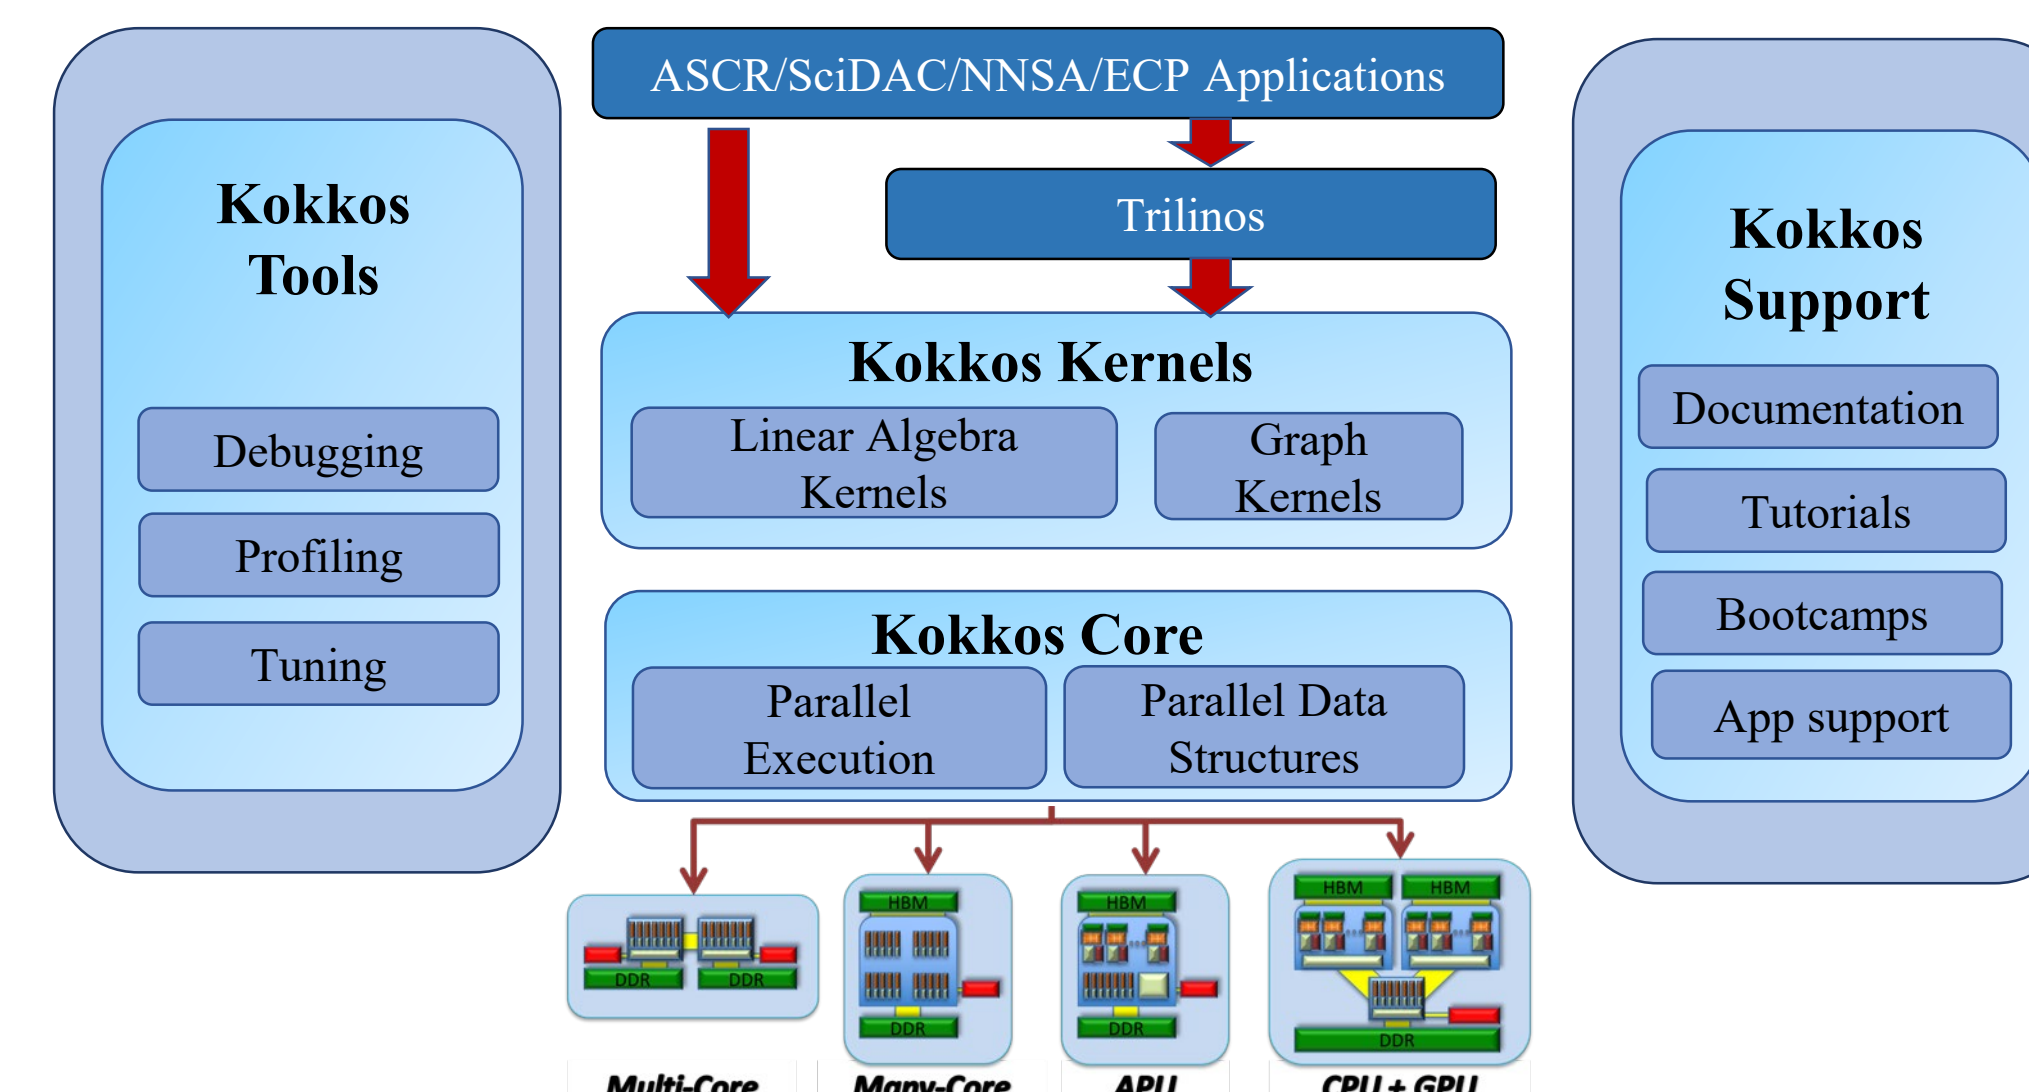 Kokkos
Tools
Debugging
Profiling
Tuning
ASCR/SciDAC/NNSA/ECP Applications
Trilinos
Kokkos Kernels
Linear Algebra
Kernels
Graph
Kernels
Kokkos Core
Parallel
Execution
Parallel Data
Structures
DDR
DDR
HBM
DDR
HBM
DDR
HBM
HBM
DDR
Multi-Core
Many-Core
APU
CPU + GPU
Kokkos
Support
Documentation
Tutorials
Bootcamps
App support